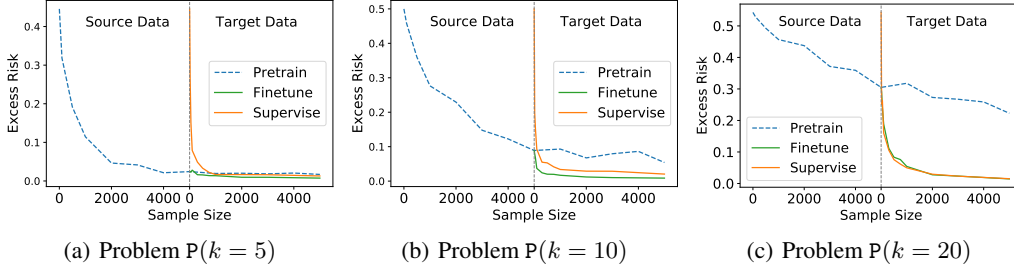 Source Data Target Data
Excess Risk
0.4
0.3
0.2
0.1
0.0
Pretrain
Finetune
Supervise
0 2000 4000 0 2000 4000
Sample Size
(a) Problem P(k = 5)
Source Data Target Data
Excess Risk
0.5
0.4
0.3
0.2
0.1
0.0
Pretrain
Finetune
Supervise
0 2000 4000 0 2000 4000
Sample Size
(b) Problem P(k = 10)
Source Data Target Data
Excess Risk
0.5
0.4
0.3
0.2
0.1
0.0
Pretrain
Finetune
Supervise
0 2000 4000 0 2000 4000
Sample Size
(c) Problem P(k = 20)